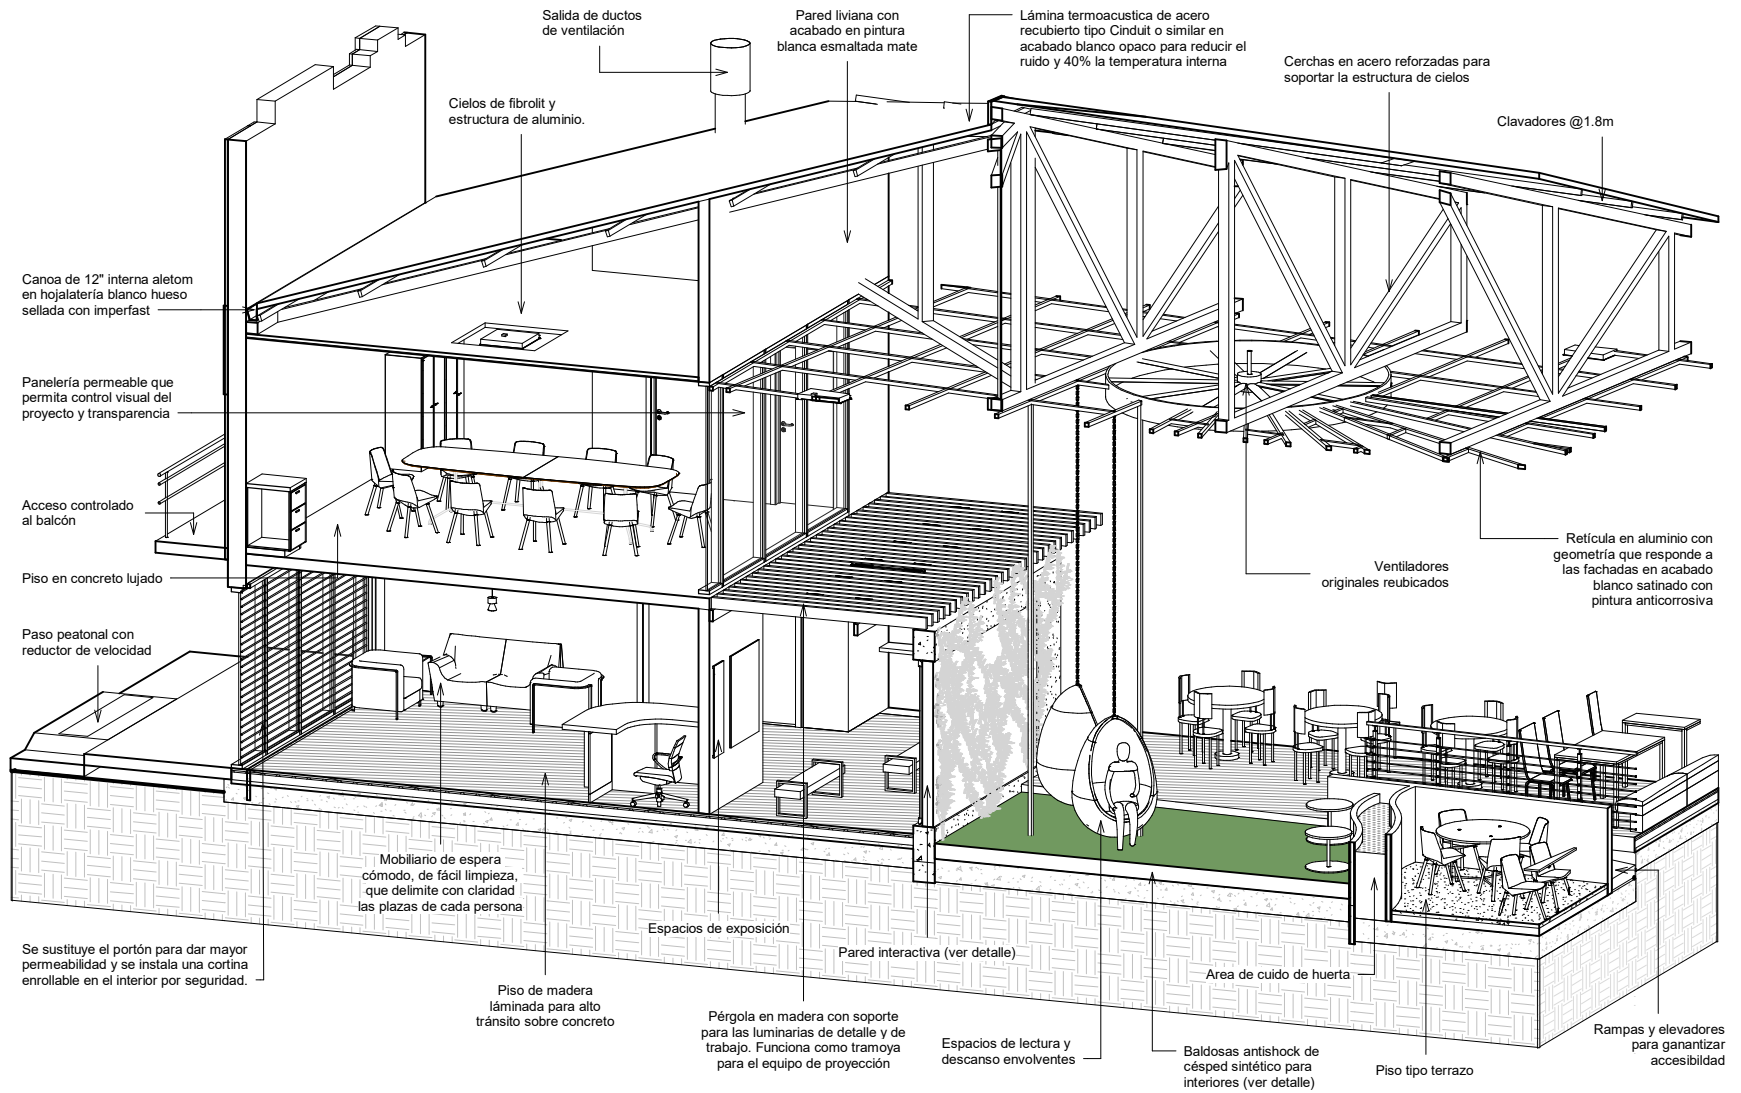 Salida de ductos
de ventilación
Pared liviana con
acabado en pintura
blanca esmaltada mate
Lámina termoacustica de acero
recubierto tipo Cinduit o similar en
acabado blanco opaco para reducir el
ruido y 40% la temperatura interna
Cerchas en acero reforzadas para
soportar la estructura de cielos
Clavadores @1.8m
Cielos de fibrolit y
estructura de aluminio.
Canoa de 12" interna aletom
en hojalatería blanco hueso
sellada con imperfast
Panelería permeable que
permita control visual del
proyecto y transparencia
Acceso controlado
al balcón
Piso en concreto lujado
Paso peatonal con
reductor de velocidad
Ventiladores
originales reubicados
Retícula en aluminio con
geometría que responde a
las fachadas en acabado
blanco satinado con
pintura anticorrosiva
Mobiliario de espera
cómodo, de fácil limpieza,
que delimite con claridad
las plazas de cada persona
Se sustituye el portón para dar mayor
permeabilidad y se instala una cortina
enrollable en el interior por seguridad.
Piso de madera
láminada para alto
tránsito sobre concreto
Espacios de exposición
Pérgola en madera con soporte
para las luminarias de detalle y de
trabajo. Funciona como tramoya
para el equipo de proyección
Pared interactiva (ver detalle)
Espacios de lectura y
descanso envolventes
Baldosas antishock de
césped sintético para
interiores (ver detalle)
Area de cuido de huerta
Piso tipo terrazo
Rampas y elevadores
para ganantizar
accesibildad